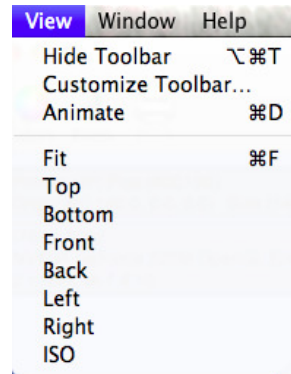 View Window Help
Hide Toolbar ⌥⌘T
Customize Toolbar...
Animate ⌘D
Fit ⌘F
Top
Bottom
Front
Back
Left
Right
ISO